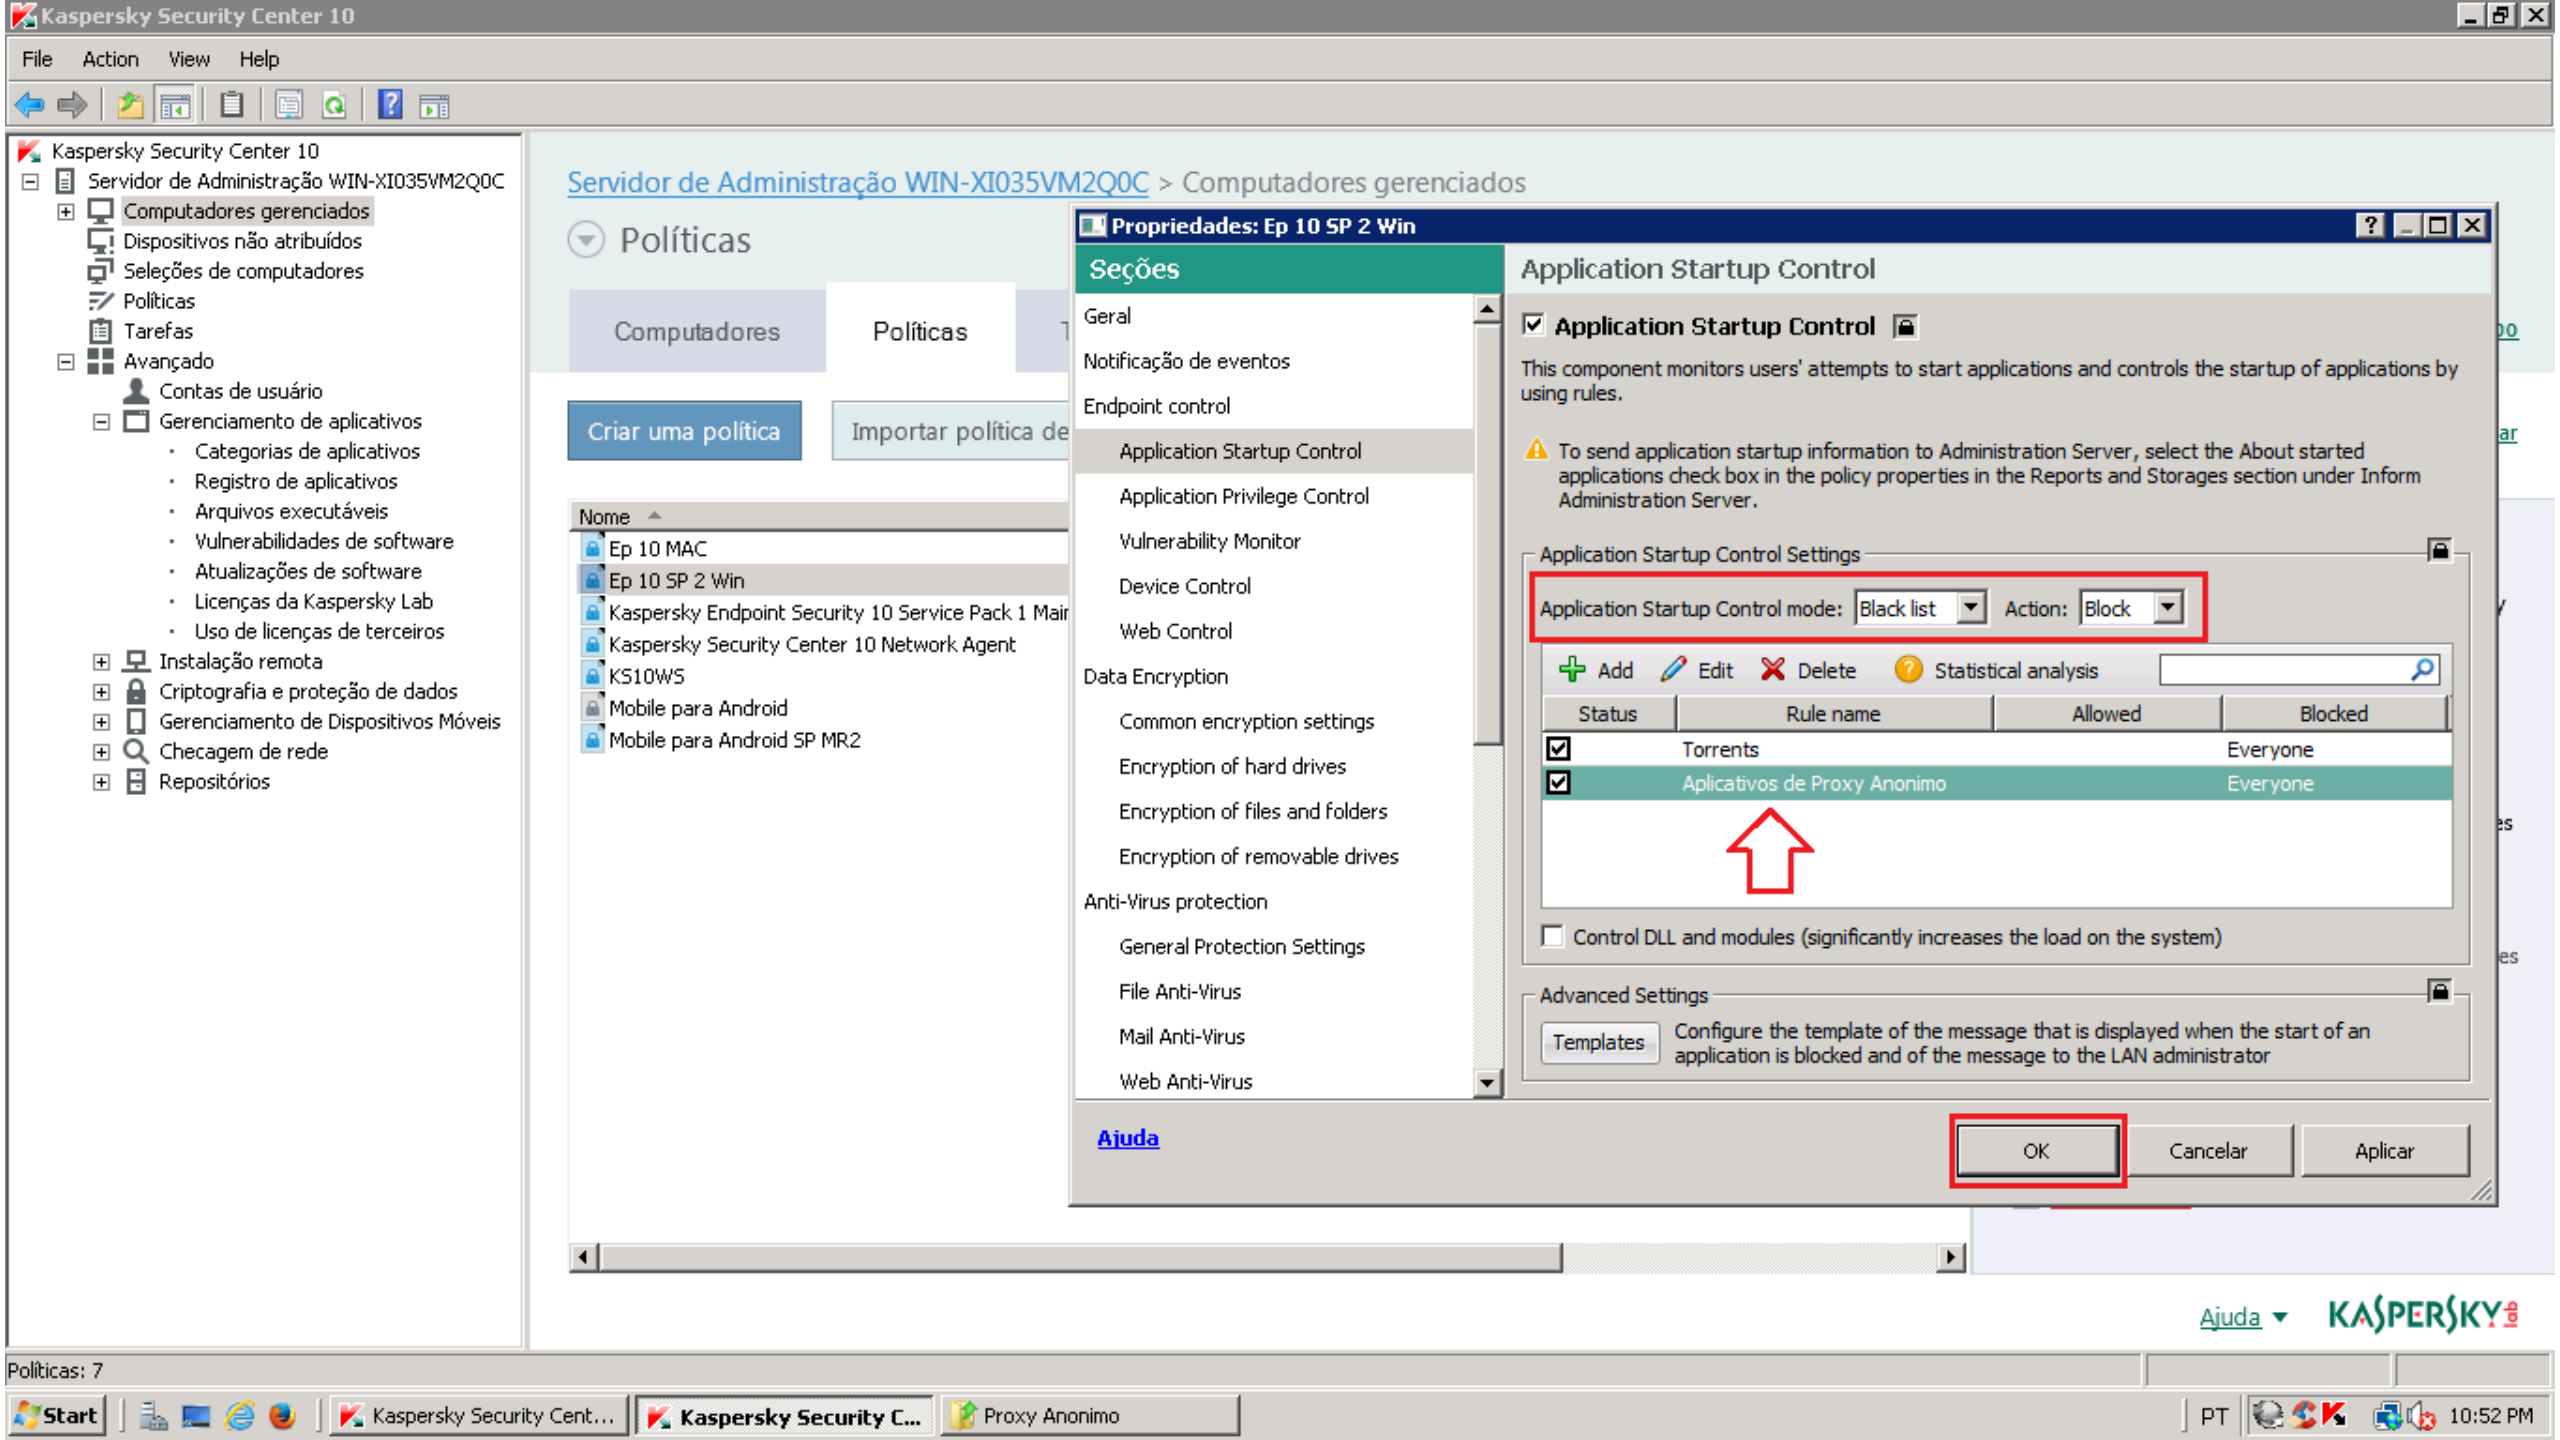 Kaspersky Security Center 10
File Action View Help
Kaspersky Security Center 10
Servidor de Administração WIN-XI035VM2Q0C
Computadores gerenciados
Dispositivos não atribuídos
Seleções de computadores
Políticas
Tarefas
Avançado
Contas de usuário
Gerenciamento de aplicativos
Categorias de aplicativos
Registro de aplicativos
Arquivos executáveis
Vulnerabilidades de software
Atualizações de software
Licenças da Kaspersky Lab
Uso de licenças de terceiros
Instalação remota
Criptografia e proteção de dados
Gerenciamento de Dispositivos Móveis
Checagem de rede
Repositórios
Servidor de Administração WIN-XI035VM2Q0C > Computadores gerenciados
Políticas
Computadores Políticas
Criar uma política Importar política de
Nome
Ep 10 MAC
Ep 10 SP 2 Win
Kaspersky Endpoint Security 10 Service Pack 1 Main
Kaspersky Security Center 10 Network Agent
KS10WS
Mobile para Android
Mobile para Android SP MR2
Propriedades: Ep 10 SP 2 Win
Seções
Geral
Notificação de eventos
Endpoint control
Application Startup Control
Application Privilege Control
Vulnerability Monitor
Device Control
Web Control
Data Encryption
Common encryption settings
Encryption of hard drives
Encryption of files and folders
Encryption of removable drives
Anti-Virus protection
General Protection Settings
File Anti-Virus
Mail Anti-Virus
Web Anti-Virus
Application Startup Control
Application Startup Control
This component monitors users' attempts to start applications and controls the startup of applications by
using rules.
To send application startup information to Administration Server, select the About started
applications check box in the policy properties in the Reports and Storages section under Inform
Administration Server.
Application Startup Control Settings
Application Startup Control mode: Black list Action: Block
Add Edit Delete Statistical analysis
Status Rule name Allowed Blocked
Torrents Everyone
Aplicativos de Proxy Anonimo Everyone
Control DLL and modules (significantly increases the load on the system)
Advanced Settings
Templates
Configure the template of the message that is displayed when the start of an
application is blocked and of the message to the LAN administrator
Ajuda
OK Cancelar Aplicar
ar
es
es
Ajuda KASPERSKY lab
Políticas: 7
Start Kaspersky Security Cent... Kaspersky Security C... Proxy Anonimo PT 10:52 PM